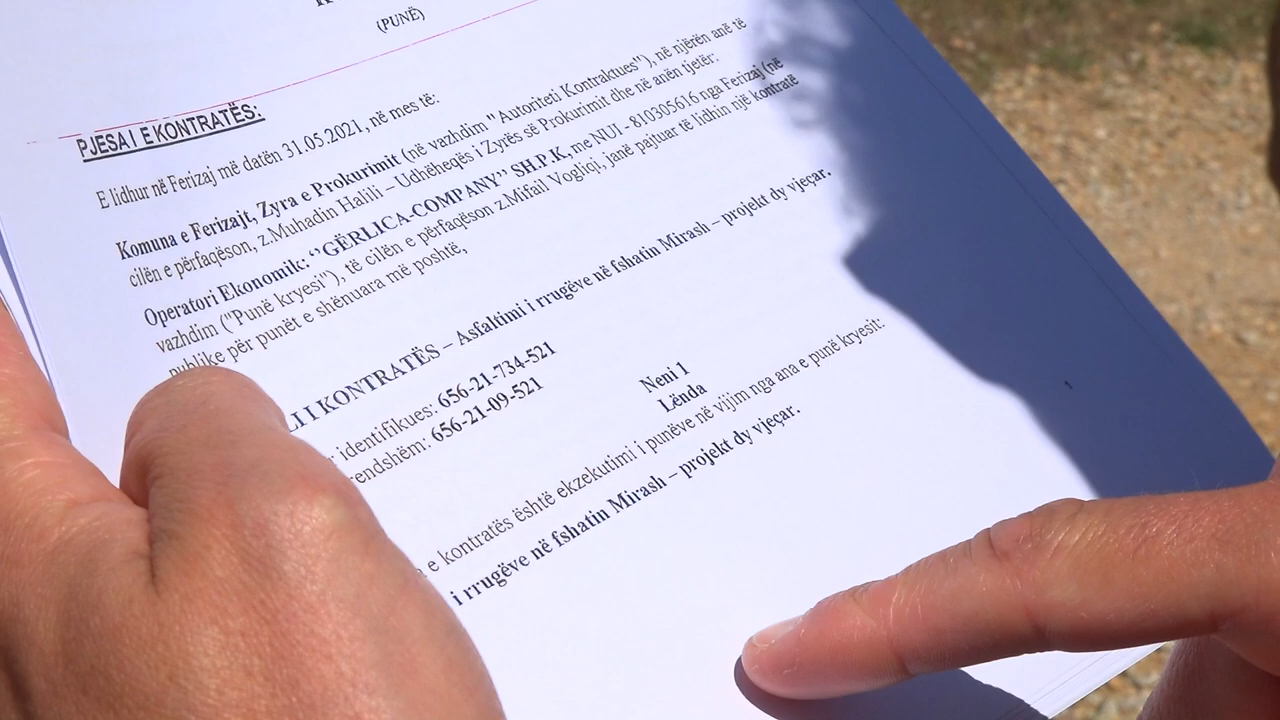 (PUNË)
PJESA I E KONTRATËS:
E lidhur në Ferizaj më datën 31.05.2021, në mes të:
Komuna e Ferizajt, Zyra e Prokurimit (në vazhdim "Autoriteti Kontraktues"), në njërën anë të
cilën e përfaqëson, z.Muhadin Halili – Udhëheqës i Zyrës së Prokurimit dhe në anën tjetër:
Operatori Ekonomik: ‘’GËRLICA-COMPANY’’ SH.P.K, me NUI - 810305616 nga Ferizaj (në
vazhdim ("Punë kryesi"), të cilën e përfaqëson z.Mifail Vogliqi, janë pajtuar të lidhin një kontratë
publike për punët e shënuara më poshtë,
LI I KONTRATËS – Asfaltimi i rrugëve në fshatin Mirash – projekt dy vjeçar.
identifikues: 656-21-734-521
rendshëm: 656-21-09-521
Neni 1
Lënda
e kontratës është ekzekutimi i punëve në vijim nga ana e punë kryesit:
i rrugëve në fshatin Mirash – projekt dy vjeçar.
1